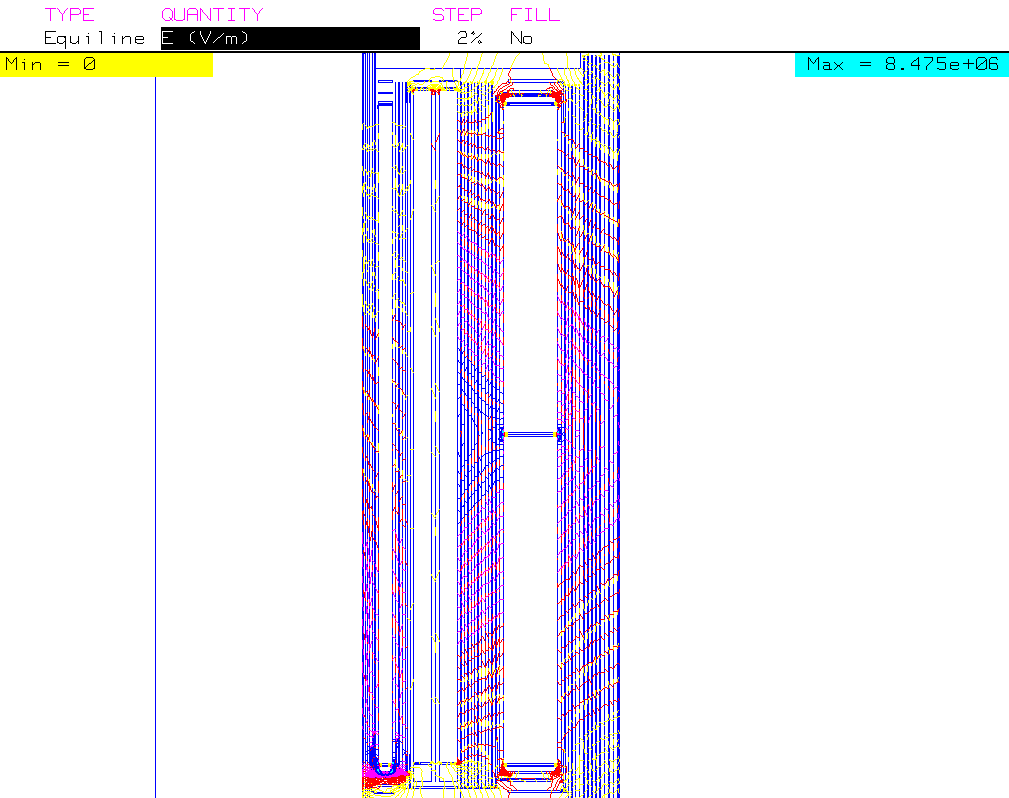 TYPE QUANTITY STEP FILL
Equiline E (V/m) 2% No
Min = 0 Max = 8.475e+06